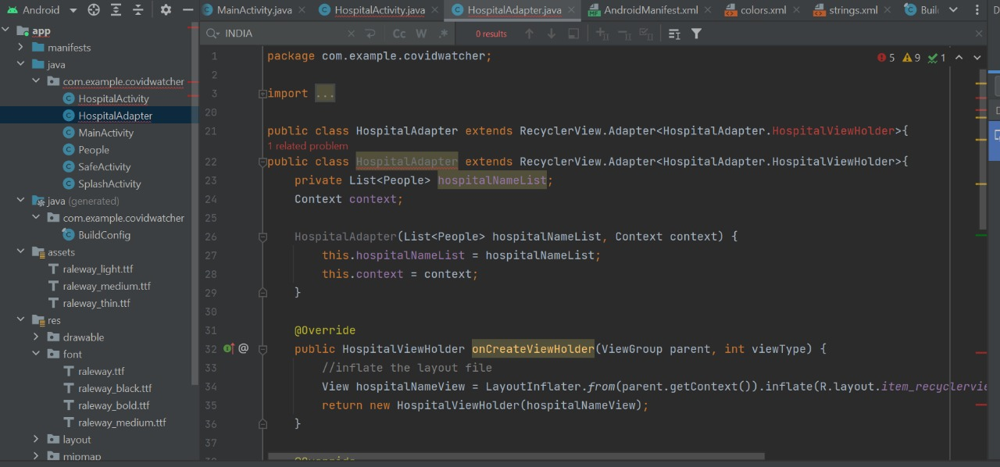 Android
MainActivity.java
HospitalActivity.java
HospitalAdapter.java
AndroidManifest.xml
colors.xml
strings.xml
INDIA
Cc
W
.*
0 results
app
manifests
java
com.example.covidwatcher
HospitalActivity
HospitalAdapter
MainActivity
People
SafeActivity
SplashActivity
java (generated)
com.example.covidwatcher
BuildConfig
assets
raleway_light.ttf
raleway_medium.ttf
raleway_thin.ttf
res
drawable
font
raleway.ttf
raleway_black.ttf
raleway_bold.ttf
raleway_medium.ttf
layout
mipmap
5 9 1
1 package com.example.covidwatcher;
2
3 import ...
20
21 public class HospitalAdapter extends RecyclerView.Adapter<HospitalAdapter.HospitalViewHolder>{
1 related problem
22 public class HospitalAdapter extends RecyclerView.Adapter<HospitalAdapter.HospitalViewHolder>{
23 private List<People> hospitalNameList;
24 Context context;
25
26 HospitalAdapter(List<People> hospitalNameList, Context context) {
27 this.hospitalNameList = hospitalNameList;
28 this.context = context;
29 }
30
31 @Override
32 @ public HospitalViewHolder onCreateViewHolder(ViewGroup parent, int viewType) {
33 //inflate the layout file
34 View hospitalNameView = LayoutInflater.from(parent.getContext()).inflate(R.layout.item_recyclervie
35 return new HospitalViewHolder(hospitalNameView);
36 }
37